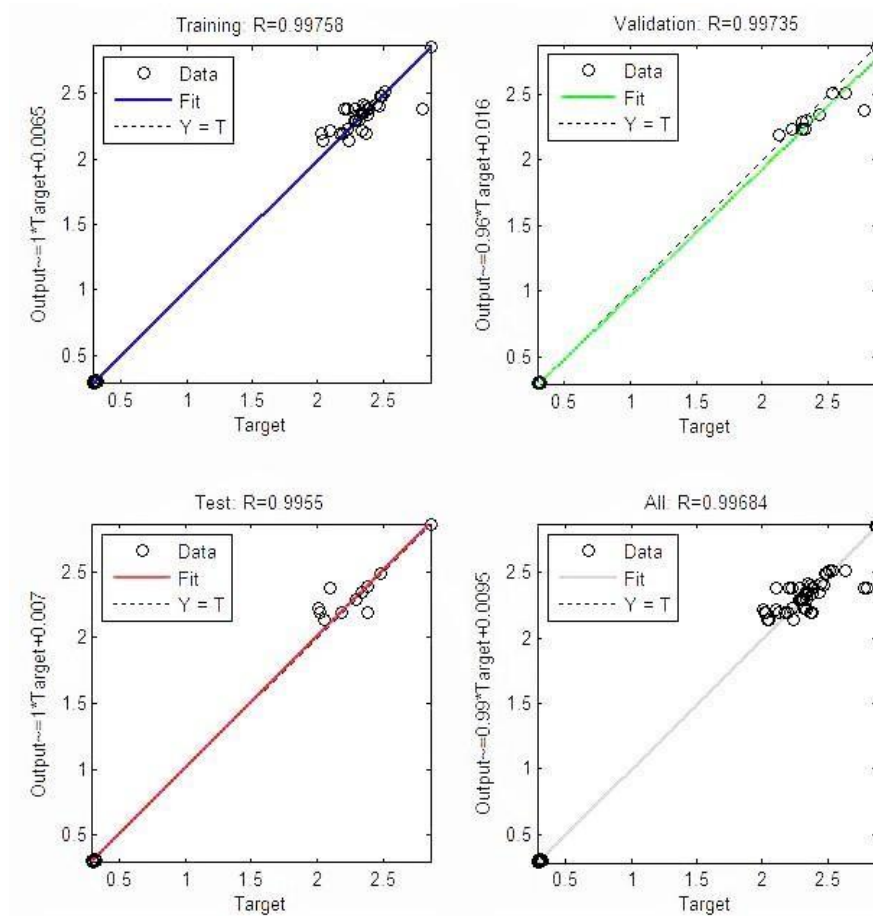 Training: R=0.99758
Output~=1*Target+0.0065
Data
Fit
Y = T
2.5
2
1.5
1
0.5
0.5 1 1.5 2 2.5
Target
Validation: R=0.99735
Output~=0.96*Target+0.016
Data
Fit
Y = T
2.5
2
1.5
1
0.5
0.5 1 1.5 2 2.5
Target
Test: R=0.9955
Output~=1*Target+0.007
Data
Fit
Y = T
2.5
2
1.5
1
0.5
0.5 1 1.5 2 2.5
Target
All: R=0.99684
Output~=0.99*Target+0.0095
Data
Fit
Y = T
2.5
2
1.5
1
0.5
0.5 1 1.5 2 2.5
Target